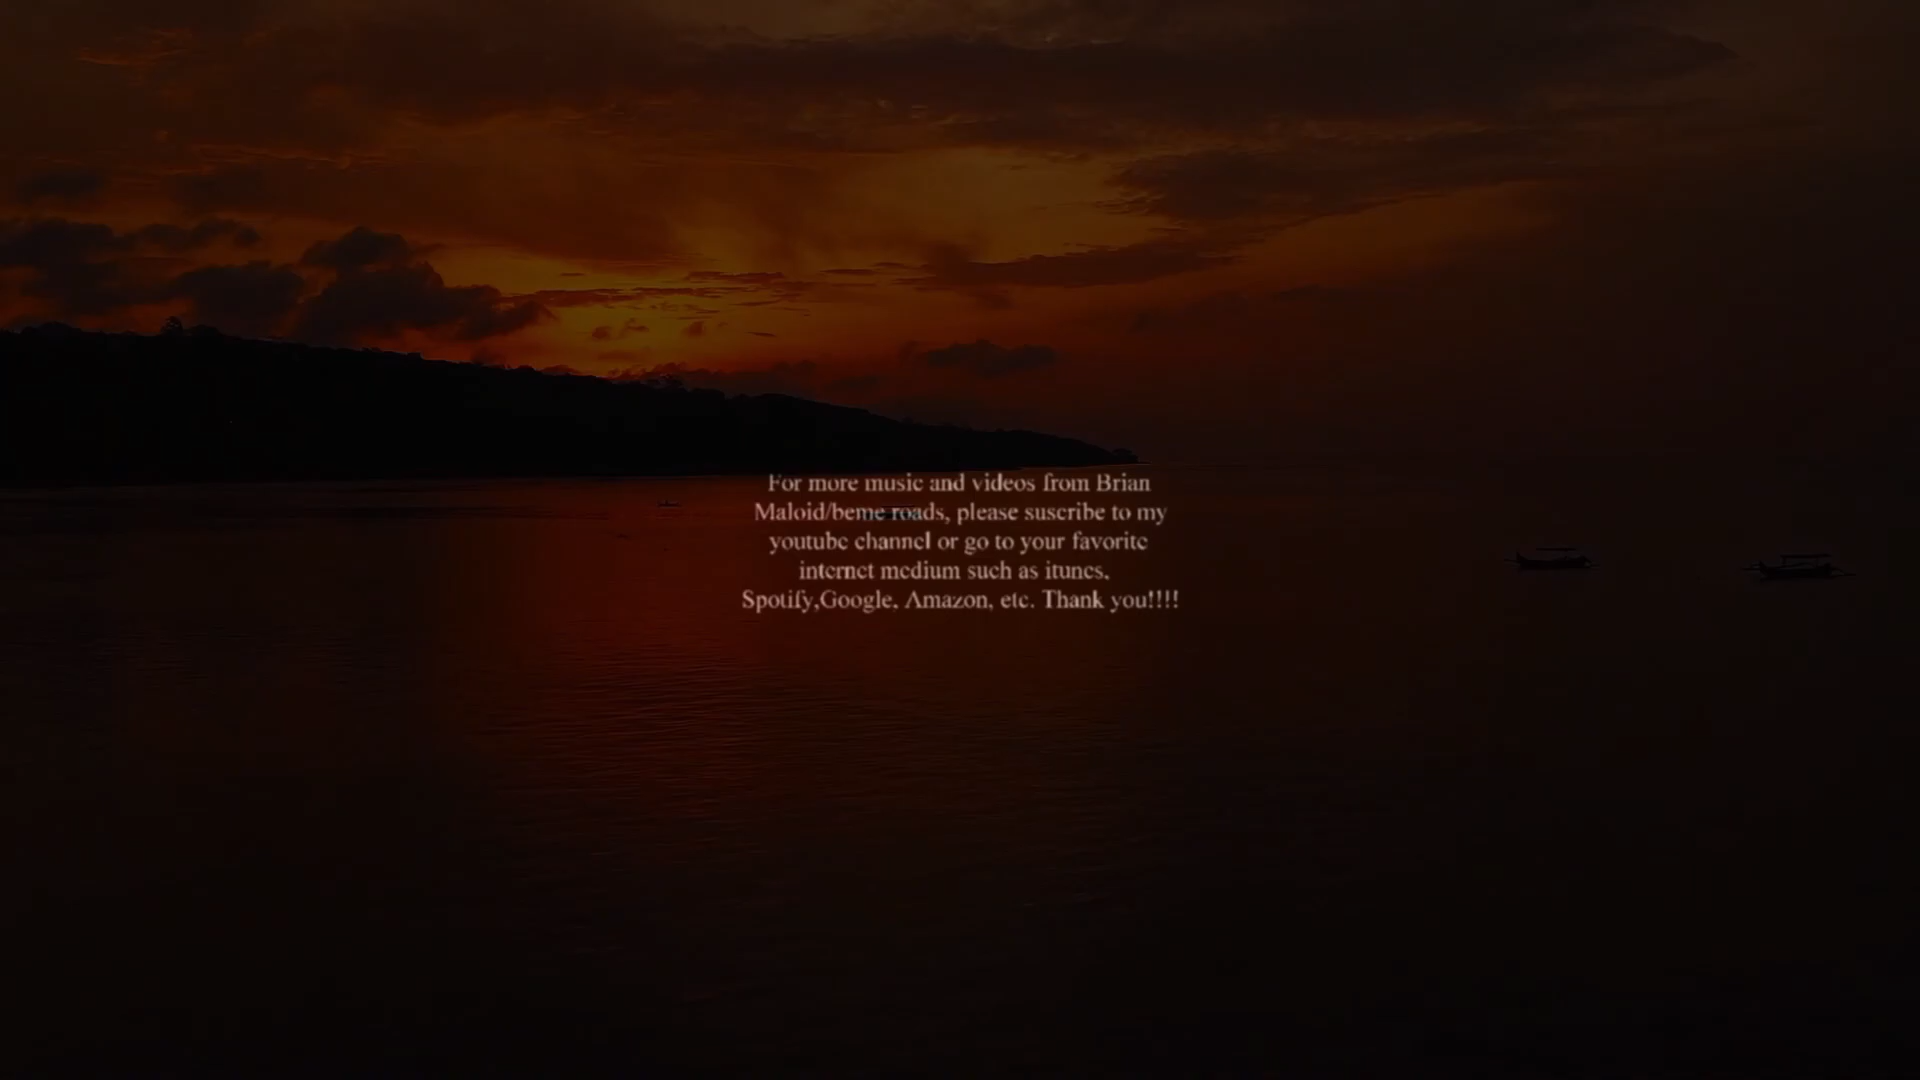 For more music and videos from Brian
Maloid/beme roads, please suscribe to my
youtube channel or go to your favorite
internet medium such as itunes,
Spotify,Google, Amazon, etc. Thank you!!!!